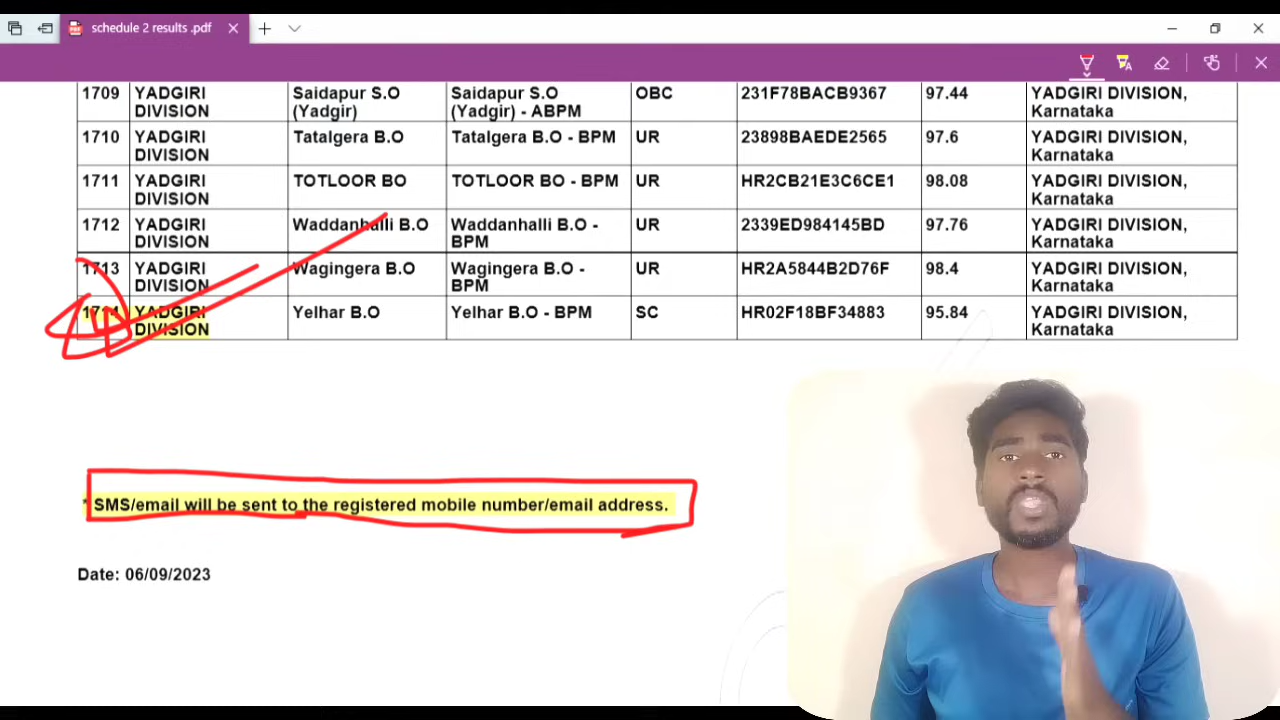 schedule 2 results .pdf
1709 YADGIRI Saidapur S.O Saidapur S.O OBC 231F78BACB9367 97.44 YADGIRI DIVISION,
DIVISION (Yadgir) (Yadgir) - ABPM Karnataka
1710 YADGIRI Tatalgera B.O Tatalgera B.O - BPM UR 23898BAEDE2565 97.6 YADGIRI DIVISION,
DIVISION Karnataka
1711 YADGIRI TOTLOOR BO TOTLOOR BO - BPM UR HR2CB21E3C6CE1 98.08 YADGIRI DIVISION,
DIVISION Karnataka
1712 YADGIRI Waddanhalli B.O Waddanhalli B.O - UR 2339ED984145BD 97.76 YADGIRI DIVISION,
DIVISION BPM Karnataka
1713 YADGIRI Wagingera B.O Wagingera B.O - UR HR2A5844B2D76F 98.4 YADGIRI DIVISION,
DIVISION BPM Karnataka
1714 YADGIRI Yelhar B.O Yelhar B.O - BPM SC HR02F18BF34883 95.84 YADGIRI DIVISION,
DIVISION Karnataka
* SMS/email will be sent to the registered mobile number/email address.
Date: 06/09/2023